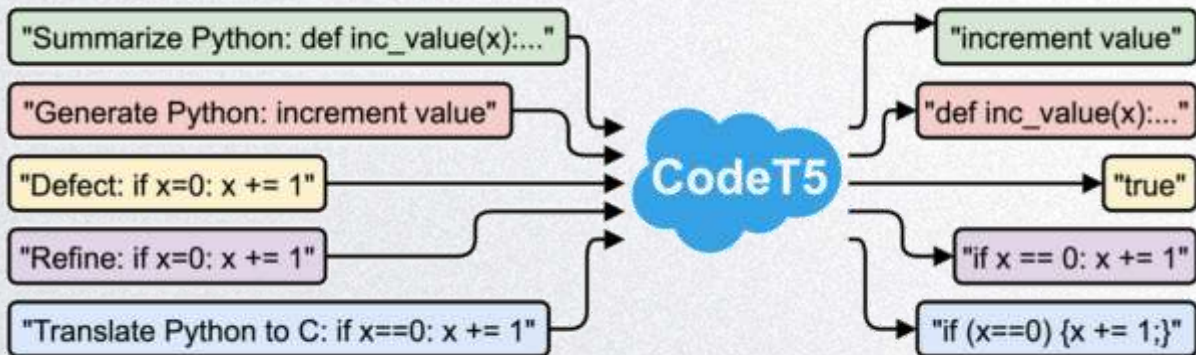 "Summarize Python: def inc_value(x):..."
"Generate Python: increment value"
"Defect: if x=0: x += 1"
"Refine: if x=0: x += 1"
"Translate Python to C: if x==0: x += 1"
CodeT5
"increment value"
"def inc_value(x):..."
"true"
"if x == 0: x += 1"
"if (x==0) {x += 1;}"